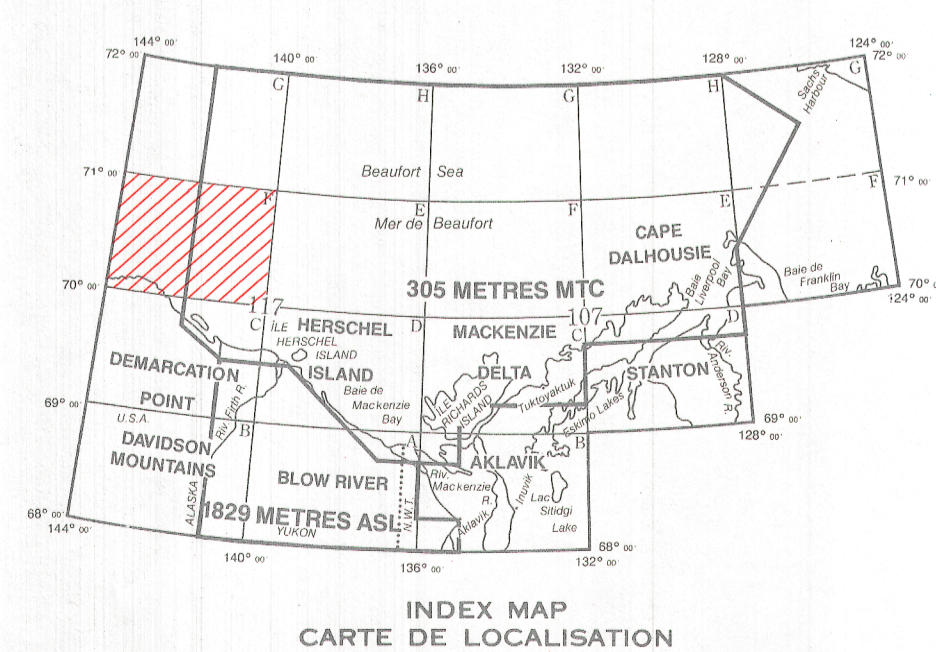 144° 00'
72° 00'
140° 00'
136° 00'
132° 00'
128° 00'
124° 00'
72° 00'
G
H
G
H
G
Sachs
Harbour
Beaufort Sea
71° 00'
F
E
F
E
F
71° 00'
Mer de Beaufort
CAPE
DALHOUSIE
Baie
Liverpool
Bay
Baie de
Franklin
Bay
70° 00'
305 METRES MTC
70° 00'
124° 00'
117
107
C
D
C
D
ÎLE
HERSCHEL
ISLAND
HERSCHEL
ISLAND
MACKENZIE
DELTA
DEMARCATION
POINT
Baie de
Mackenzie
Bay
ÎLE
RICHARDS
ISLAND
Tuktoyaktuk
Eskimo Lakes
STANTON
Riv.
Anderson R.
69° 00'
U.S.A.
Riv. Firth R.
B
A
B
69° 00'
128° 00'
DAVIDSON
MOUNTAINS
BLOW RIVER
AKLAVIK
Riv.
Mackenzie
R.
Inuvik
Lac
Sitidgi
Lake
Aklavik
ALASKA
1829 METRES ASL
YUKON
N.W.T.
68° 00'
144° 00'
140° 00'
136° 00'
68° 00'
132° 00'
INDEX MAP
CARTE DE LOCALISATION